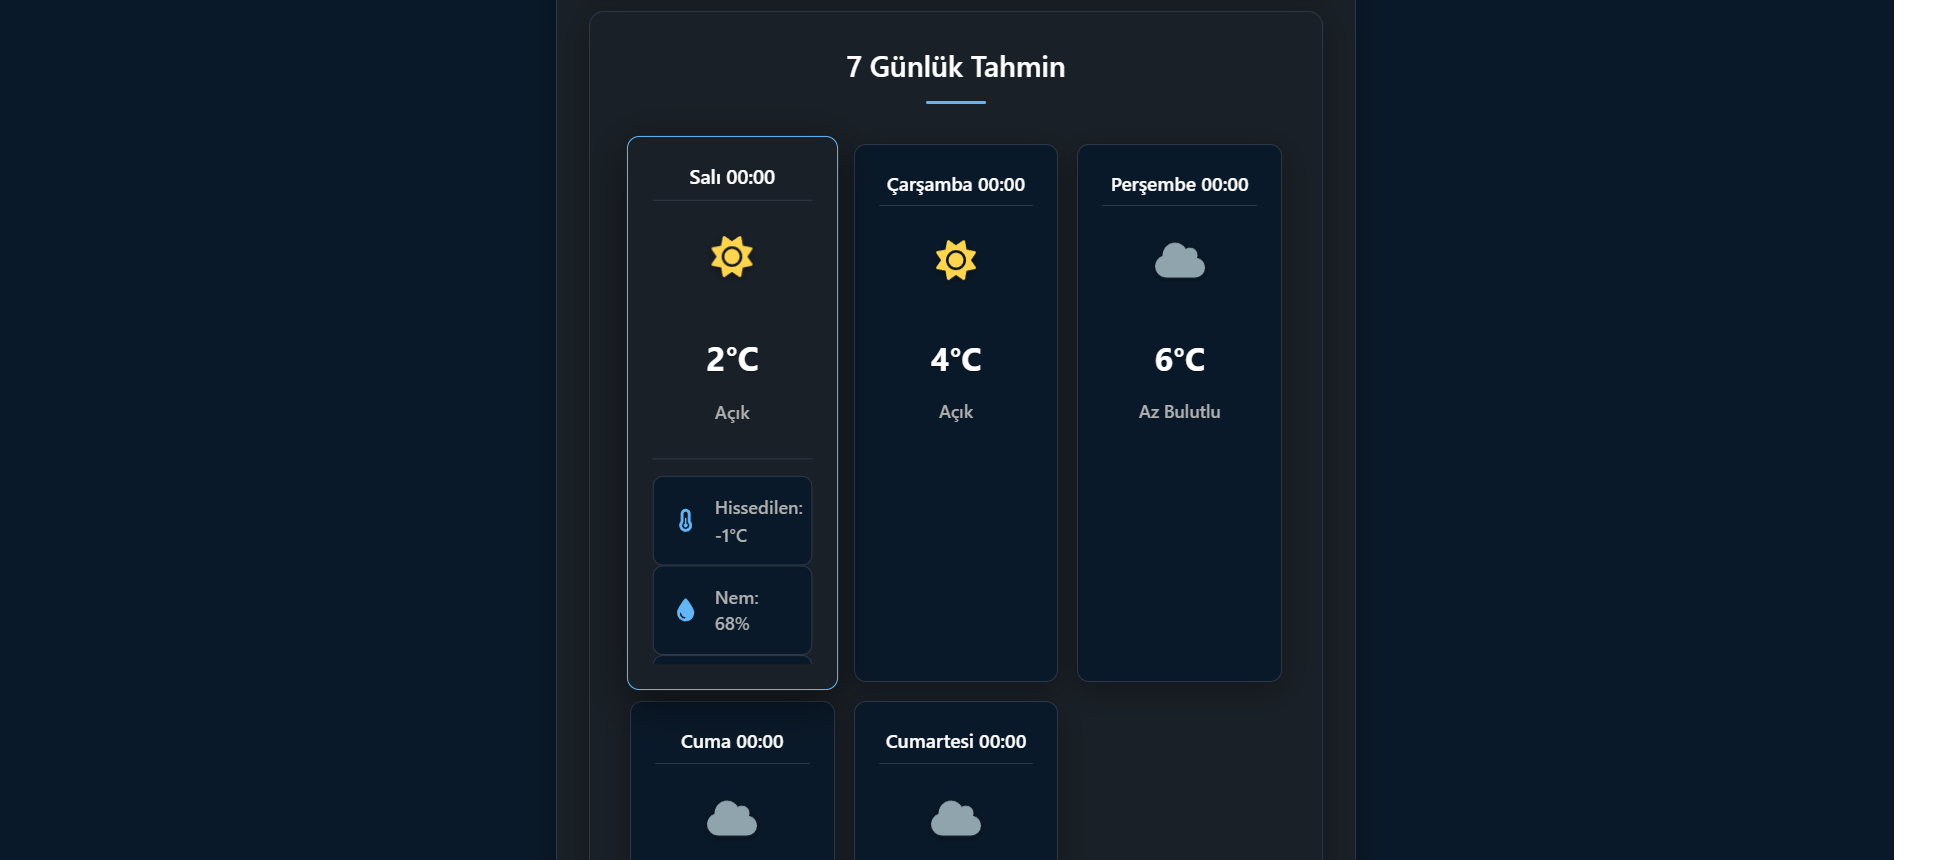 7 Günlük Tahmin
Salı 00:00
2°C
Açık
Hissedilen:
-1°C
Nem:
68%
Çarşamba 00:00
4°C
Açık
Perşembe 00:00
6°C
Az Bulutlu
Cuma 00:00
Cumartesi 00:00